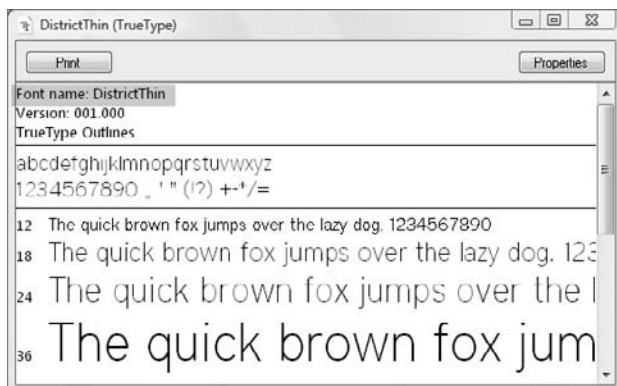 DistrictThin (TrueType)
Print Properties
Font name: DistrictThin
Version: 001.000
TrueType Outlines
abcdefghijklmnopqrstuvwxyz
1234567890 ., ' " (!?) +-*/=
12 The quick brown fox jumps over the lazy dog. 1234567890
18 The quick brown fox jumps over the lazy dog. 123
24 The quick brown fox jumps over the l
36 The quick brown fox jum